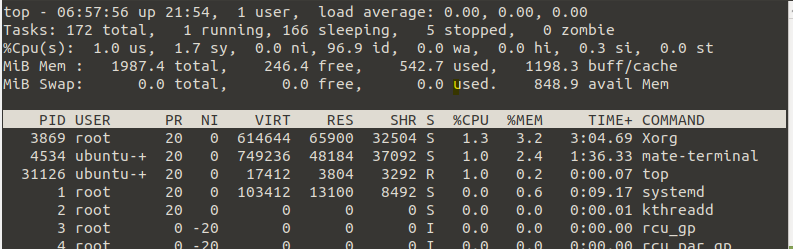 top - 06:57:56 up 21:54,  1 user,  load average: 0.00, 0.00, 0.00
Tasks: 172 total,   1 running, 166 sleeping,   5 stopped,   0 zombie
%Cpu(s):  1.0 us,  1.7 sy,  0.0 ni, 96.9 id,  0.0 wa,  0.0 hi,  0.3 si,  0.0 st
MiB Mem :   1987.4 total,    246.4 free,    542.7 used,   1198.3 buff/cache
MiB Swap:      0.0 total,      0.0 free,      0.0 used.    848.9 avail Mem
PID USER      PR  NI    VIRT    RES    SHR S  %CPU  %MEM     TIME+ COMMAND
3869 root      20   0  614644  65900  32504 S   1.3   3.2   3:04.69 Xorg
4534 ubuntu-+  20   0  749236  48184  37092 S   1.0   2.4   1:36.33 mate-terminal
31126 ubuntu-+  20   0   17412   3804   3292 R   1.0   0.2   0:00.07 top
1 root      20   0  103412  13100   8492 S   0.0   0.6   0:09.17 systemd
2 root      20   0       0      0      0 S   0.0   0.0   0:00.01 kthreadd
3 root       0 -20       0      0      0 I   0.0   0.0   0:00.00 rcu_gp
4 root       0 -20       0      0      0 I   0.0   0.0   0:00.00 rcu_par_gp